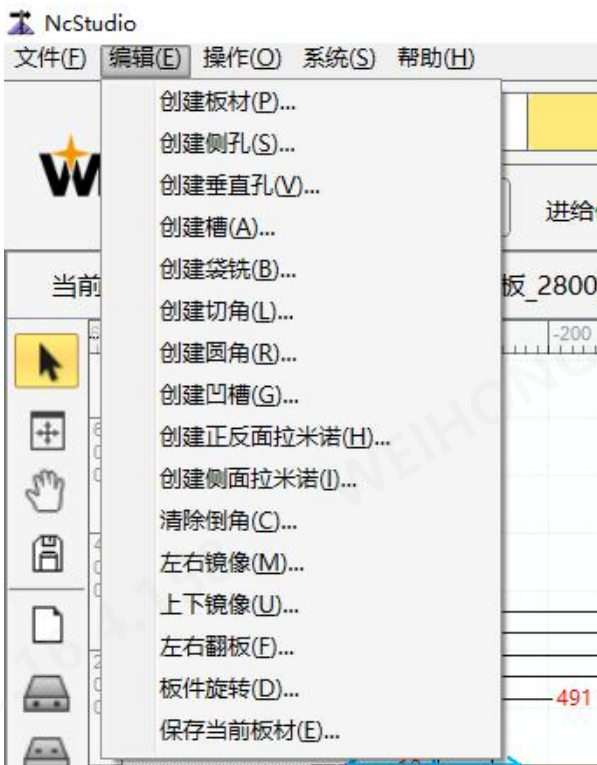 NcStudio
文件(F) 编辑(E) 操作(O) 系统(S) 帮助(H)
创建板材(P)...
创建侧孔(S)...
创建垂直孔(V)...
创建槽(A)...
创建袋铣(B)...
创建切角(L)...
创建圆角(R)...
创建凹槽(G)...
创建正反面拉米诺(H)...
创建侧面拉米诺(I)...
清除倒角(C)...
左右镜像(M)...
上下镜像(U)...
左右翻板(F)...
板件旋转(D)...
保存当前板材(E)...
进给
当前
板_2800
-200
491
WEIHONG